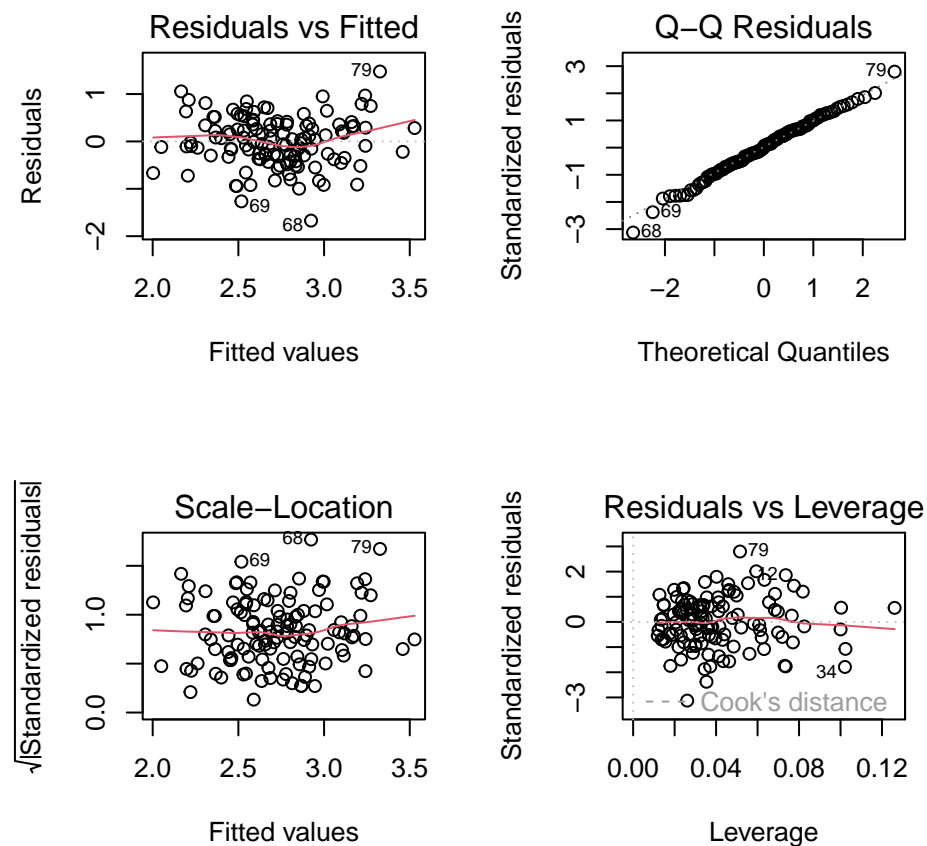 Residuals vs Fitted
Residuals
1
0
−2
79
69
68
2.0 2.5 3.0 3.5
Fitted values
Q−Q Residuals
Standardized residuals
3
1
−1
−3
79
69
68
−2 0 1 2
Theoretical Quantiles
Scale−Location
√|Standardized residuals|
1.0
0.0
68
79
69
2.0 2.5 3.0 3.5
Fitted values
Residuals vs Leverage
Standardized residuals
2
0
−3
79
12
34
Cook's distance
0.00 0.04 0.08 0.12
Leverage